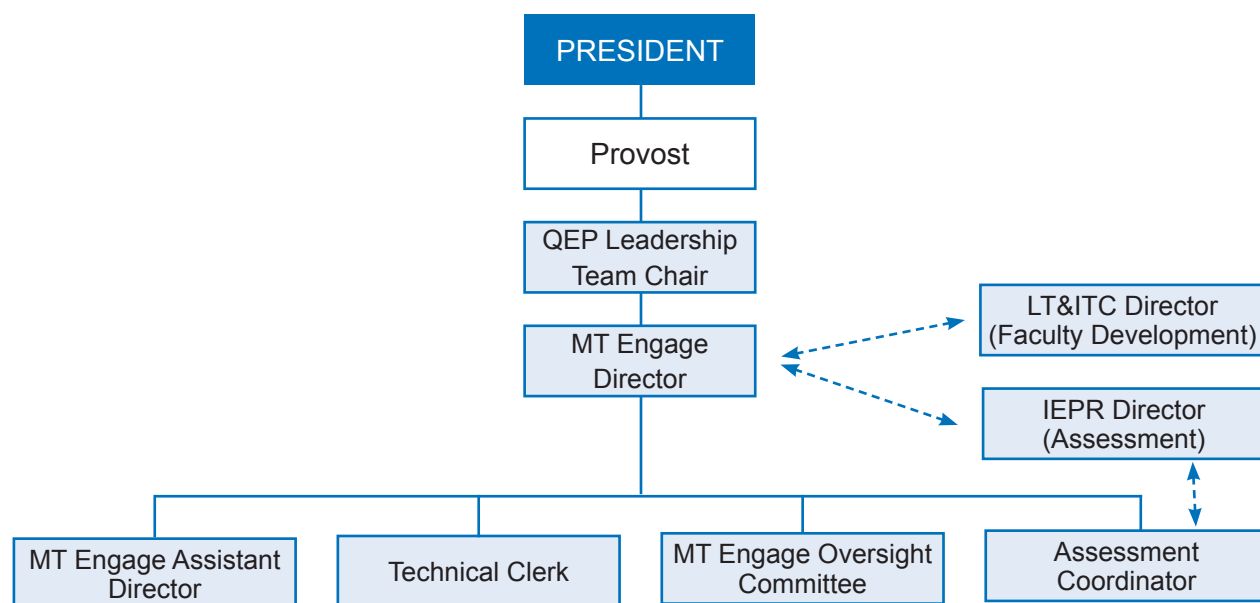 PRESIDENT
Provost
QEP Leadership
Team Chair
MT Engage
Director
LT&ITC Director
(Faculty Development)
IEPR Director
(Assessment)
MT Engage Assistant
Director
Technical Clerk
MT Engage Oversight
Committee
Assessment
Coordinator